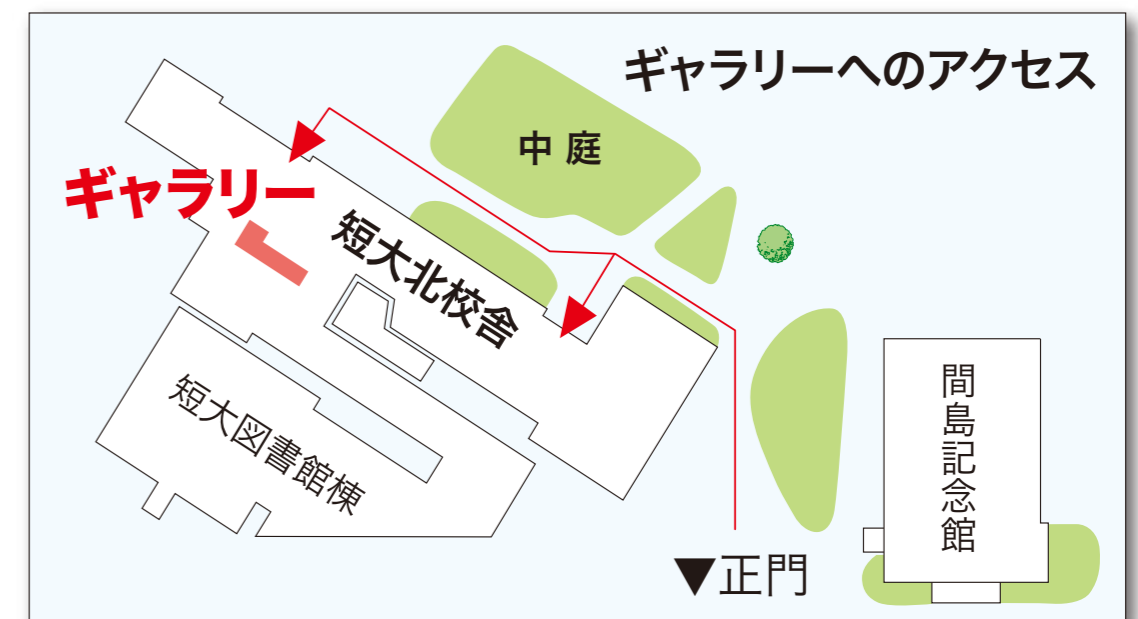 ギャラリーへのアクセス
中庭
ギャラリー
短大北校舎
短大図書館棟
間島記念館
▼正門